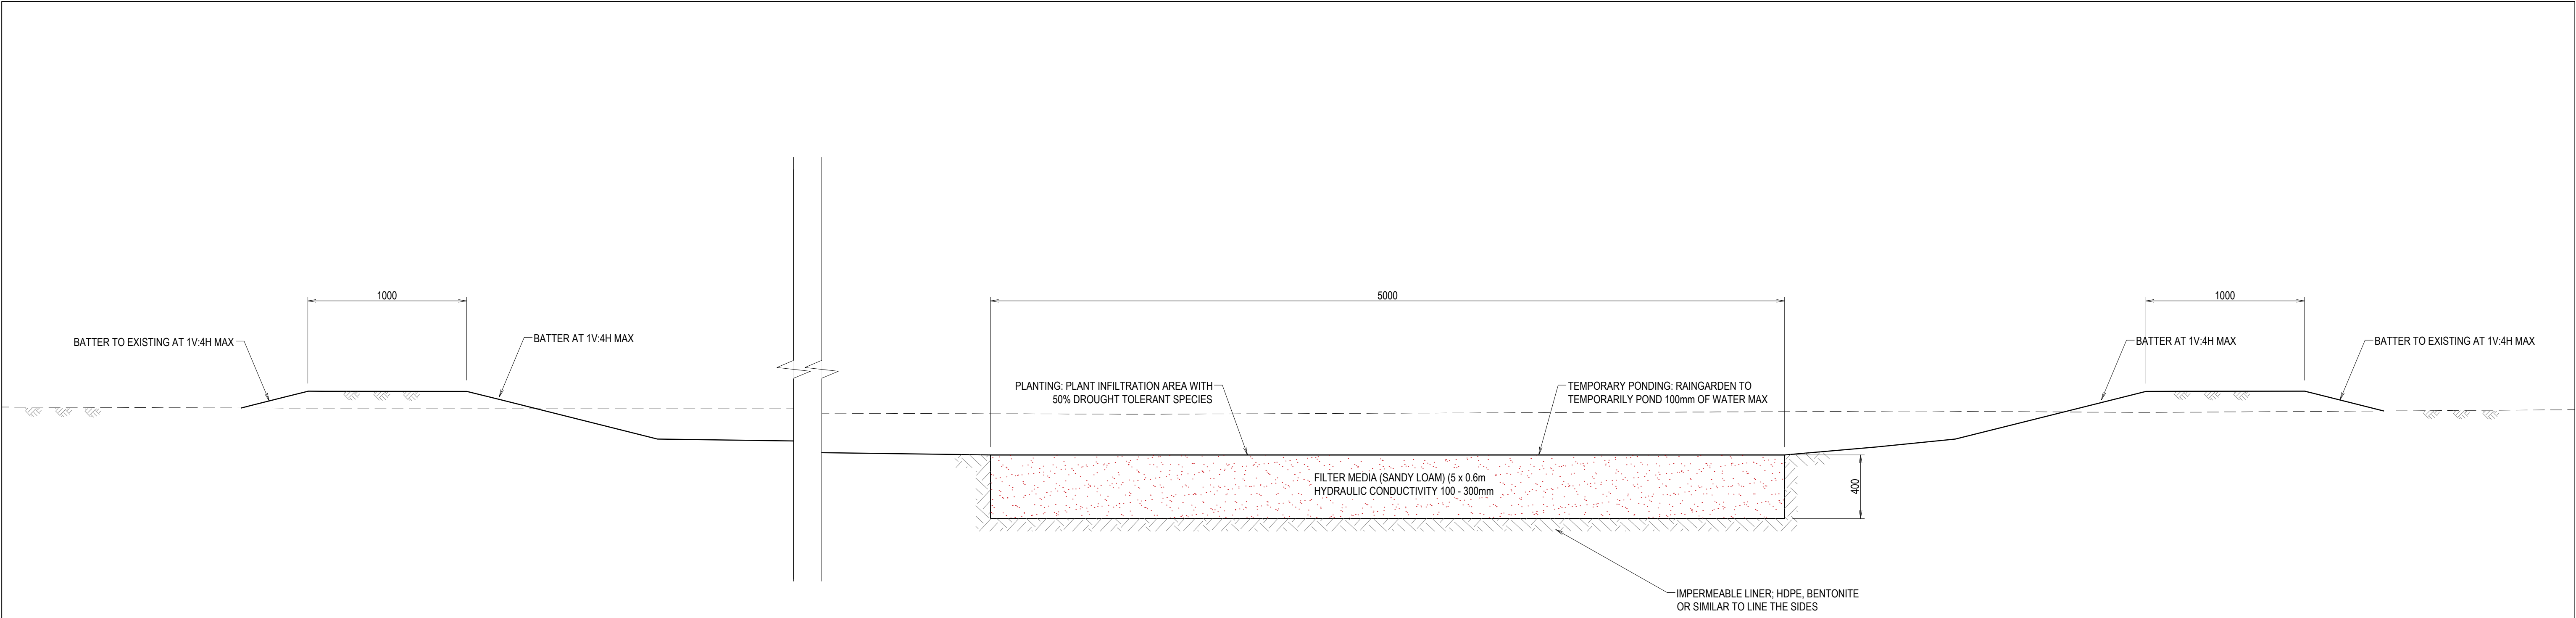 1000
5000
1000
BATTER TO EXISTING AT 1V:4H MAX
BATTER AT 1V:4H MAX
BATTER AT 1V:4H MAX
BATTER TO EXISTING AT 1V:4H MAX
PLANTING: PLANT INFILTRATION AREA WITH
50% DROUGHT TOLERANT SPECIES
TEMPORARY PONDING: RAINGARDEN TO
TEMPORARILY POND 100mm OF WATER MAX
FILTER MEDIA (SANDY LOAM) (5 x 0.6m
HYDRAULIC CONDUCTIVITY 100 - 300mm
400
IMPERMEABLE LINER; HDPE, BENTONITE
OR SIMILAR TO LINE THE SIDES